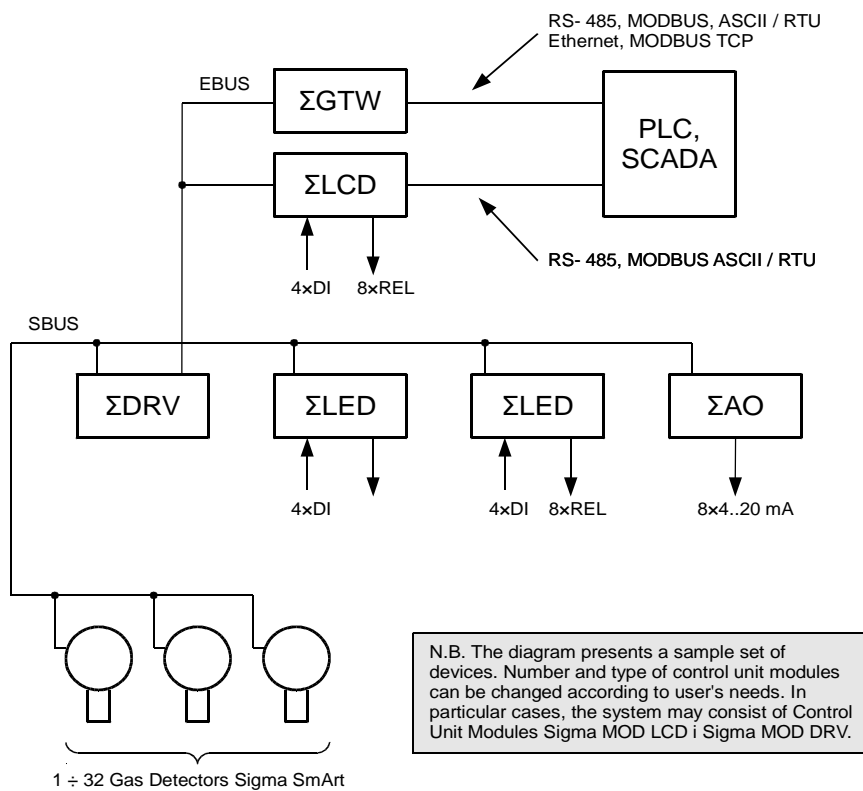 RS- 485, MODBUS, ASCII / RTU
Ethernet, MODBUS TCP
EBUS
ΣGTW
PLC,
SCADA
ΣLCD
RS- 485, MODBUS ASCII / RTU
4×DI
8×REL
SBUS
ΣDRV
ΣLED
ΣLED
ΣAO
4×DI
4×DI
8×REL
8×4..20 mA
N.B. The diagram presents a sample set of
devices. Number and type of control unit modules
can be changed according to user's needs. In
particular cases, the system may consist of Control
Unit Modules Sigma MOD LCD i Sigma MOD DRV.
1 ÷ 32 Gas Detectors Sigma SmArt